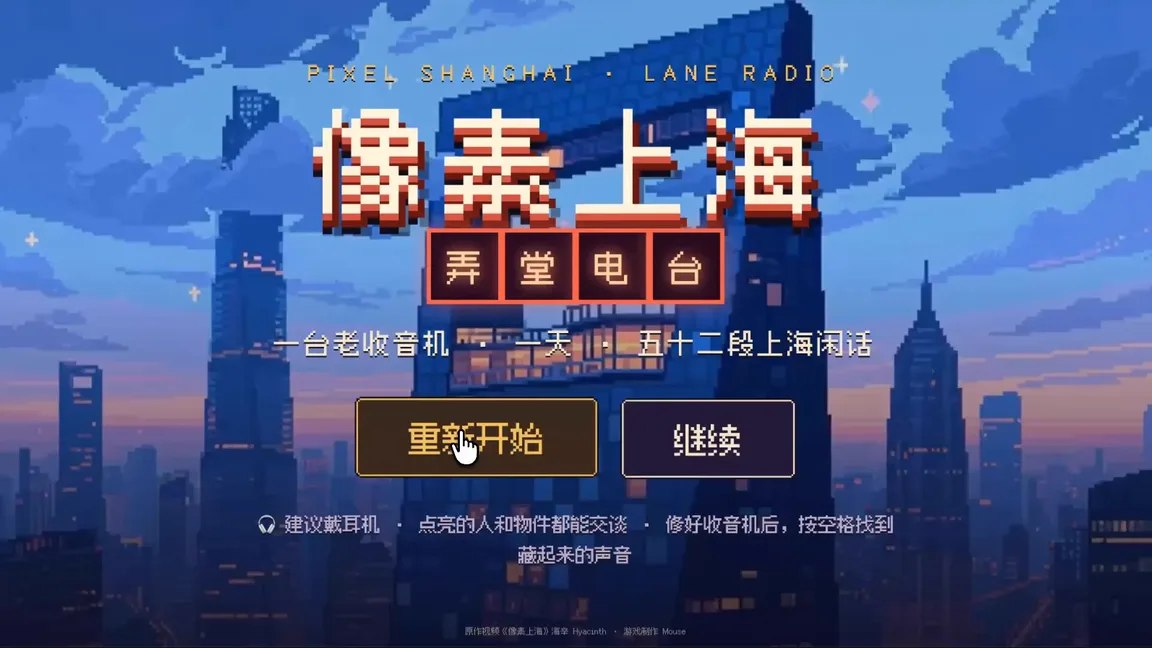 PIXEL SHANGHAI · LANE RADIO
像素上海
弄堂电台
一台老收音机 · 一天 · 五十二段上海闲话
重新开始
继续
建议戴耳机 · 点亮的人和物件都能交谈 · 修好收音机后，按空格找到
藏起来的声音
原作视频《像素上海》海辛 Hyacinth · 游戏制作 Mouse